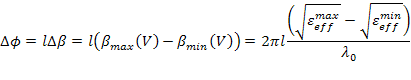 Δϕ = lΔβ = l(β_max(V) − β_min(V)) = 2πl (√ε_eff^max − √ε_eff^min) / λ_0